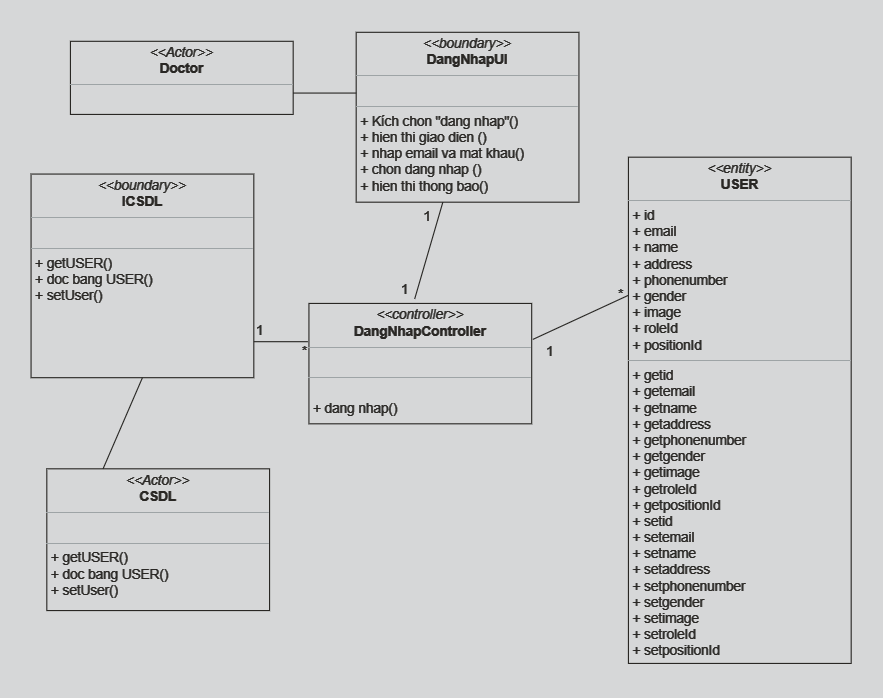 <<Actor>>
Doctor
<<boundary>>
DangNhapUI
+ Kích chon "dang nhap"()
+ hien thi giao dien ()
+ nhap email va mat khau()
+ chon dang nhap ()
+ hien thi thong bao()
<<boundary>>
ICSDL
+ getUSER()
+ doc bang USER()
+ setUser()
1
1
1
*
<<controller>>
DangNhapController
+ dang nhap()
1
*
<<entity>>
USER
+ id
+ email
+ name
+ address
+ phonenumber
+ gender
+ image
+ roleId
+ positionId
+ getid
+ getemail
+ getname
+ getaddress
+ getphonenumber
+ getgender
+ getimage
+ getroleId
+ getpositionId
+ setid
+ setemail
+ setname
+ setaddress
+ setphonenumber
+ setgender
+ setimage
+ setroleId
+ setpositionId
<<Actor>>
CSDL
+ getUSER()
+ doc bang USER()
+ setUser()